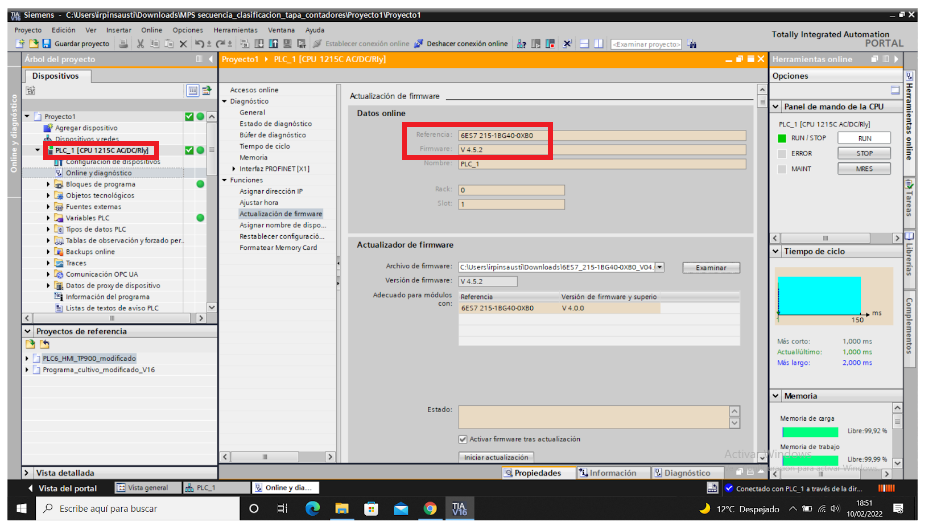 Siemens - C:\Users\irpinsausti\Downloads\MPS secuencia_clasificacion_tapa_contadores\Proyecto1\Proyecto1
Proyecto Edición Ver Insertar Online Opciones Herramientas Ventana Ayuda
Guardar proyecto
Establecer conexión online
Deshacer conexión online
<Examinar proyecto>
Totally Integrated Automation
PORTAL
Árbol del proyecto
Dispositivos
Online y diagnóstico
Proyecto1
Agregar dispositivo
Dispositivos y redes
PLC_1 [CPU 1215C AC/DC/Rly]
Configuración de dispositivos
Online y diagnóstico
Bloques de programa
Objetos tecnológicos
Fuentes externas
Variables PLC
Tipos de datos PLC
Tablas de observación y forzado per.
Backups online
Traces
Comunicación OPC UA
Datos de proxy de dispositivo
Información del programa
Listas de textos de aviso PLC
Proyectos de referencia
PLC6_HMI_TP900_modificado
Programa_cultivo_modificado_V16
Vista detallada
Proyecto1 PLC_1 [CPU 1215C AC/DC/Rly]
Accesos online
Diagnóstico
General
Estado de diagnóstico
Búfer de diagnóstico
Tiempo de ciclo
Memoria
Interfaz PROFINET [X1]
Funciones
Asignar dirección IP
Ajustar hora
Actualización de firmware
Asignar nombre de dispo...
Restablecer configuració...
Formatear Memory Card
Actualización de firmware
Datos online
Referencia: 6ES7 215-1BG40-0XB0
Firmware: V 4.5.2
Nombre: PLC_1
Rack: 0
Slot: 1
Actualizador de firmware
Archivo de firmware: C:\Users\irpinsausti\Downloads\6ES7_215-1BG40-0XB0_V04. Examinar
Versión de firmware: V 4.5.2
Adecuado para módulos con:
Referencia Versión de firmware y superio
6ES7 215-1BG40-0XB0 V 4.0.0
Estado:
Activar firmware tras actualización
Iniciar actualización
Propiedades Información Diagnóstico
Herramientas online
Opciones
Panel de mando de la CPU
PLC_1 [CPU 1215C AC/DC/Rly]
RUN / STOP RUN
ERROR STOP
MAINT MRES
Tiempo de ciclo
1 150 ms
Más corto: 1,000 ms
Actual/último: 1,000 ms
Más largo: 2,000 ms
Memoria
Memoria de carga
Libre:99,92 %
Memoria de trabajo
Libre:99,99 %
Herramientas online
Tareas
Librerías
Complementos
Activar Windows
para activar Windows
Vista del portal Vista general PLC_1 Online y dia...
Conectado con PLC_1 a través de la dir...
Escribe aquí para buscar
12°C Despejado
18:51
10/02/2022